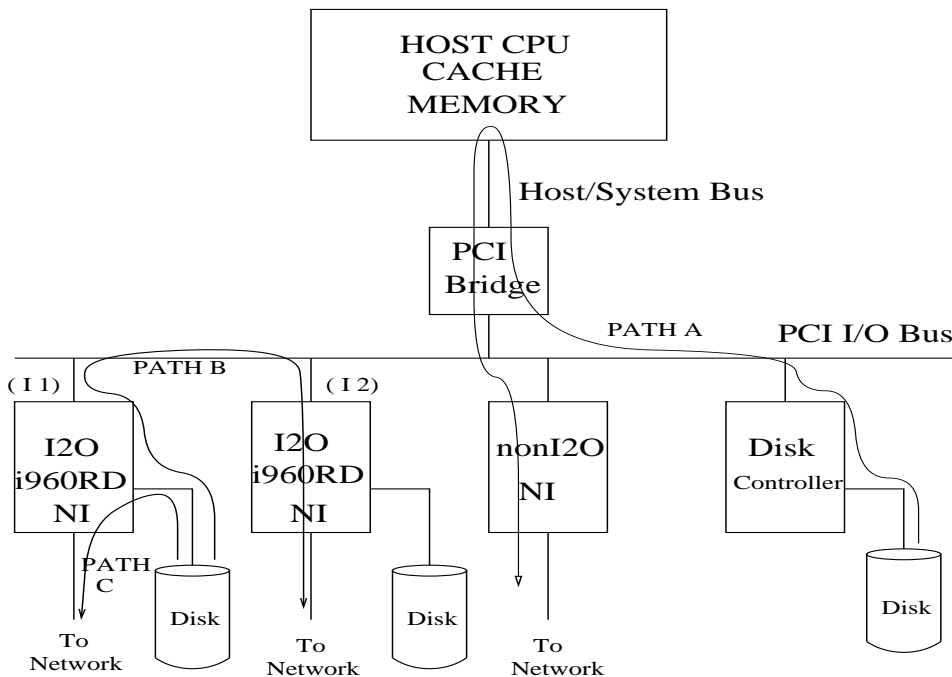 HOST CPU
CACHE
MEMORY
Host/System Bus
PCI
Bridge
PATH A
PCI I/O Bus
PATH B
( I 1)
( I 2)
I2O
i960RD
NI
I2O
i960RD
NI
nonI2O
NI
Disk
Controller
PATH
C
Disk
Disk
Disk
To
Network
To
Network
To
Network